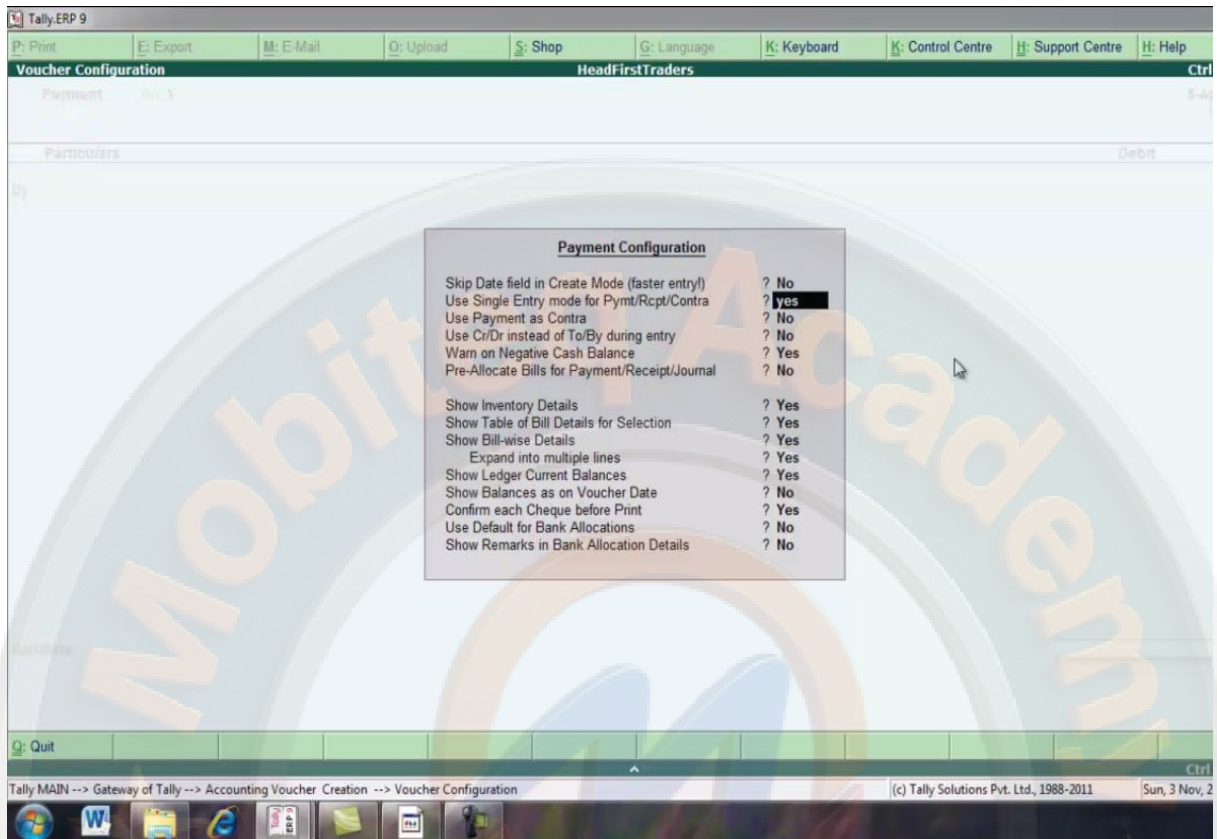 Tally.ERP 9
P: Print E: Export M: E-Mail O: Upload S: Shop G: Language K: Keyboard K: Control Centre H: Support Centre H: Help
Voucher Configuration HeadFirstTraders Ctrl
Payment No. 1 5-Ap
Particulars Debit
By
Payment Configuration
Skip Date field in Create Mode (faster entry!) ? No
Use Single Entry mode for Pymt/Rcpt/Contra ? yes
Use Payment as Contra ? No
Use Cr/Dr instead of To/By during entry ? No
Warn on Negative Cash Balance ? Yes
Pre-Allocate Bills for Payment/Receipt/Journal ? No
Show Inventory Details ? Yes
Show Table of Bill Details for Selection ? Yes
Show Bill-wise Details ? Yes
Expand into multiple lines ? Yes
Show Ledger Current Balances ? Yes
Show Balances as on Voucher Date ? No
Confirm each Cheque before Print ? Yes
Use Default for Bank Allocations ? No
Show Remarks in Bank Allocation Details ? No
Mobiten Academy
Q: Quit
Ctrl
Tally MAIN --> Gateway of Tally --> Accounting Voucher Creation --> Voucher Configuration (c) Tally Solutions Pvt. Ltd., 1988-2011 Sun, 3 Nov, 2